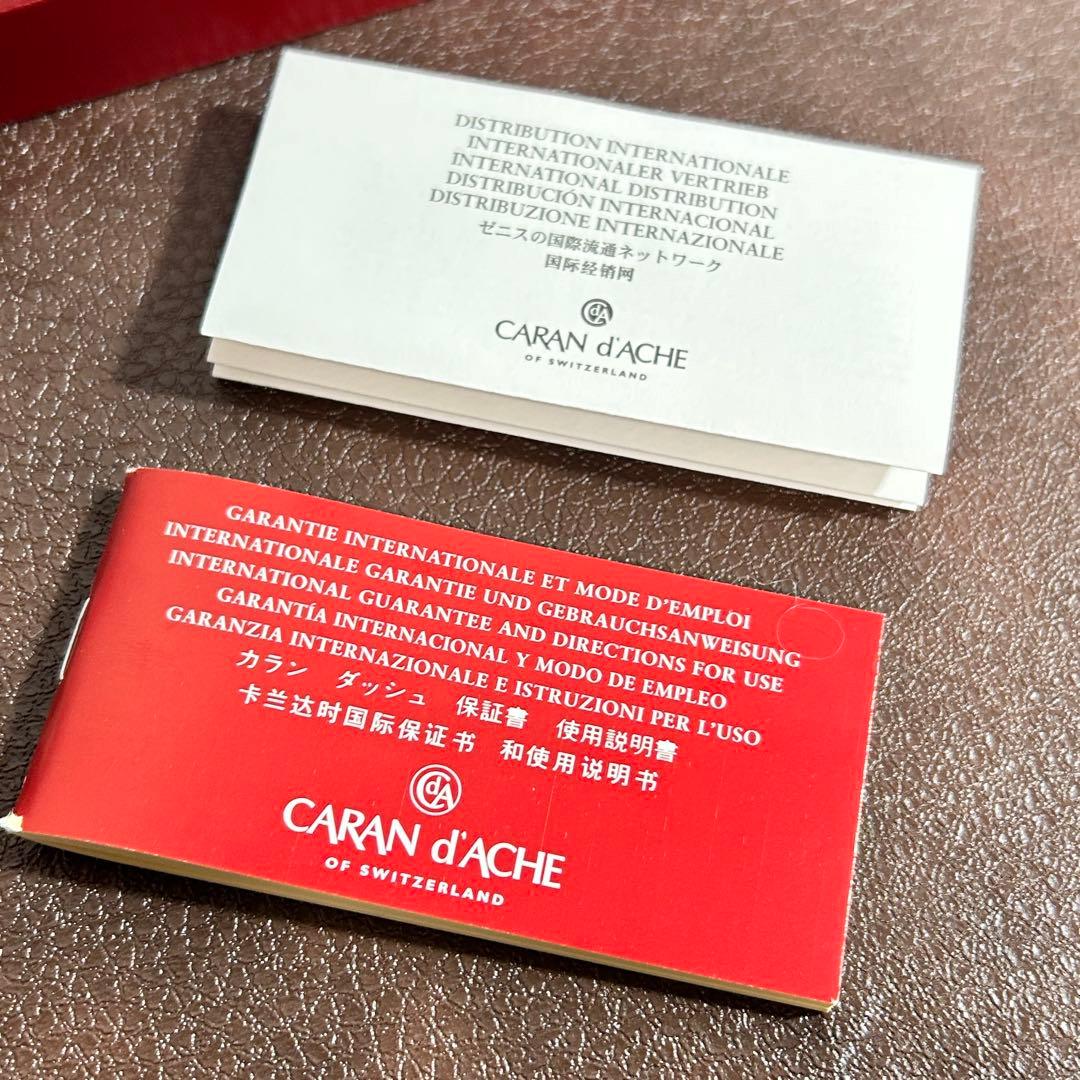 DISTRIBUTION INTERNATIONALE
INTERNATIONALER VERTRIEB
INTERNATIONAL DISTRIBUTION
DISTRIBUCIÓN INTERNACIONAL
DISTRIBUZIONE INTERNAZIONALE
ゼニスの国際流通ネットワーク
国际经销网
CdA
CARAN d'ACHE
OF SWITZERLAND
GARANTIE INTERNATIONALE ET MODE D'EMPLOI
INTERNATIONALE GARANTIE UND GEBRAUCHSANWEISUNG
INTERNATIONAL GUARANTEE AND DIRECTIONS FOR USE
GARANTÍA INTERNACIONAL Y MODO DE EMPLEO
GARANZIA INTERNAZIONALE E ISTRUZIONI PER L'USO
カラン ダッシュ 保証書 使用説明書
卡兰达时国际保证书 和使用说明书
CdA
CARAN d'ACHE
OF SWITZERLAND